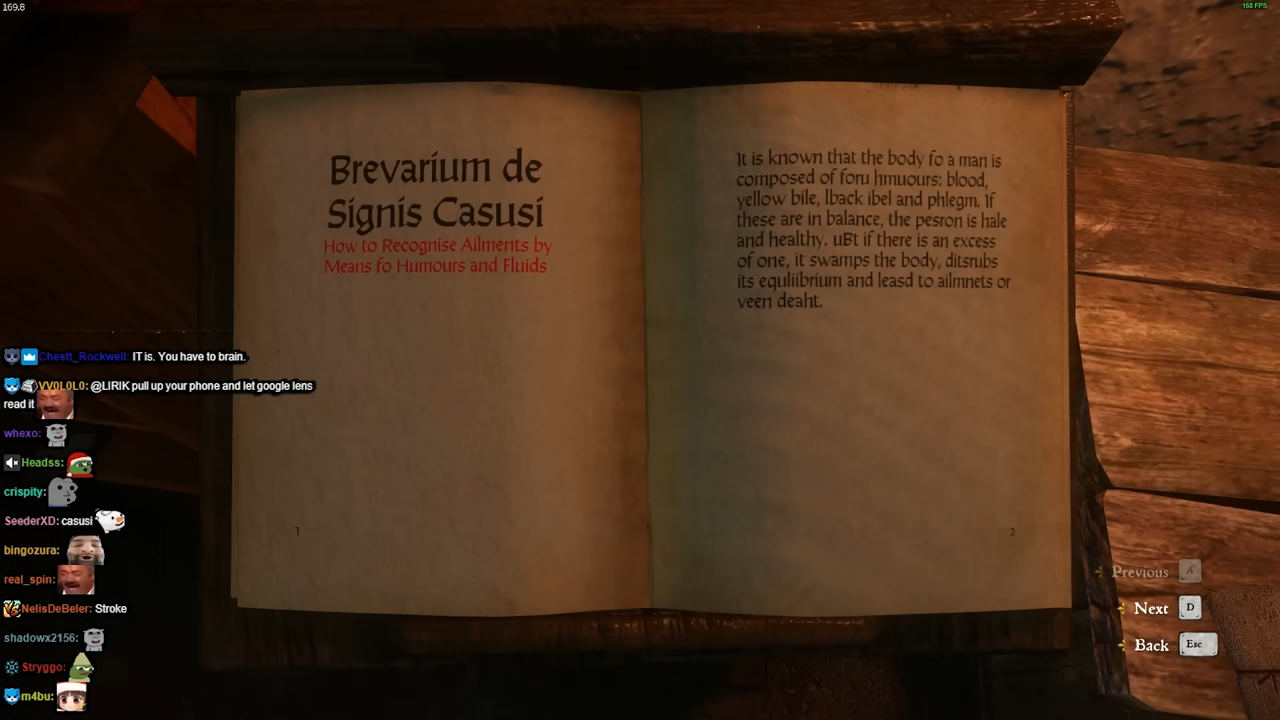 169.8
168 FPS
Brevarium de
Signis Casusi
How to Recognise Ailments by
Means fo Humours and Fluids
1
It is known that the body fo a man is
composed of foru hmuours: blood,
yellow bile, lback ibel and phlegm. If
these are in balance, the pesron is hale
and healthy. uBt if there is an excess
of one, it swamps the body, ditsrubs
its equliibrium and leasd to ailmnets or
veen deaht.
2
Chestt_Rockwell: IT is. You have to brain.
VV0L0L0: @LIRIK pull up your phone and let google lens
read it
whexo:
Headss:
crispity:
SeederXD: casusi
bingozura:
real_spin:
NelisDeBeler: Stroke
shadowx2156:
Stryggo:
m4bu:
Previous A
Next D
Back Esc